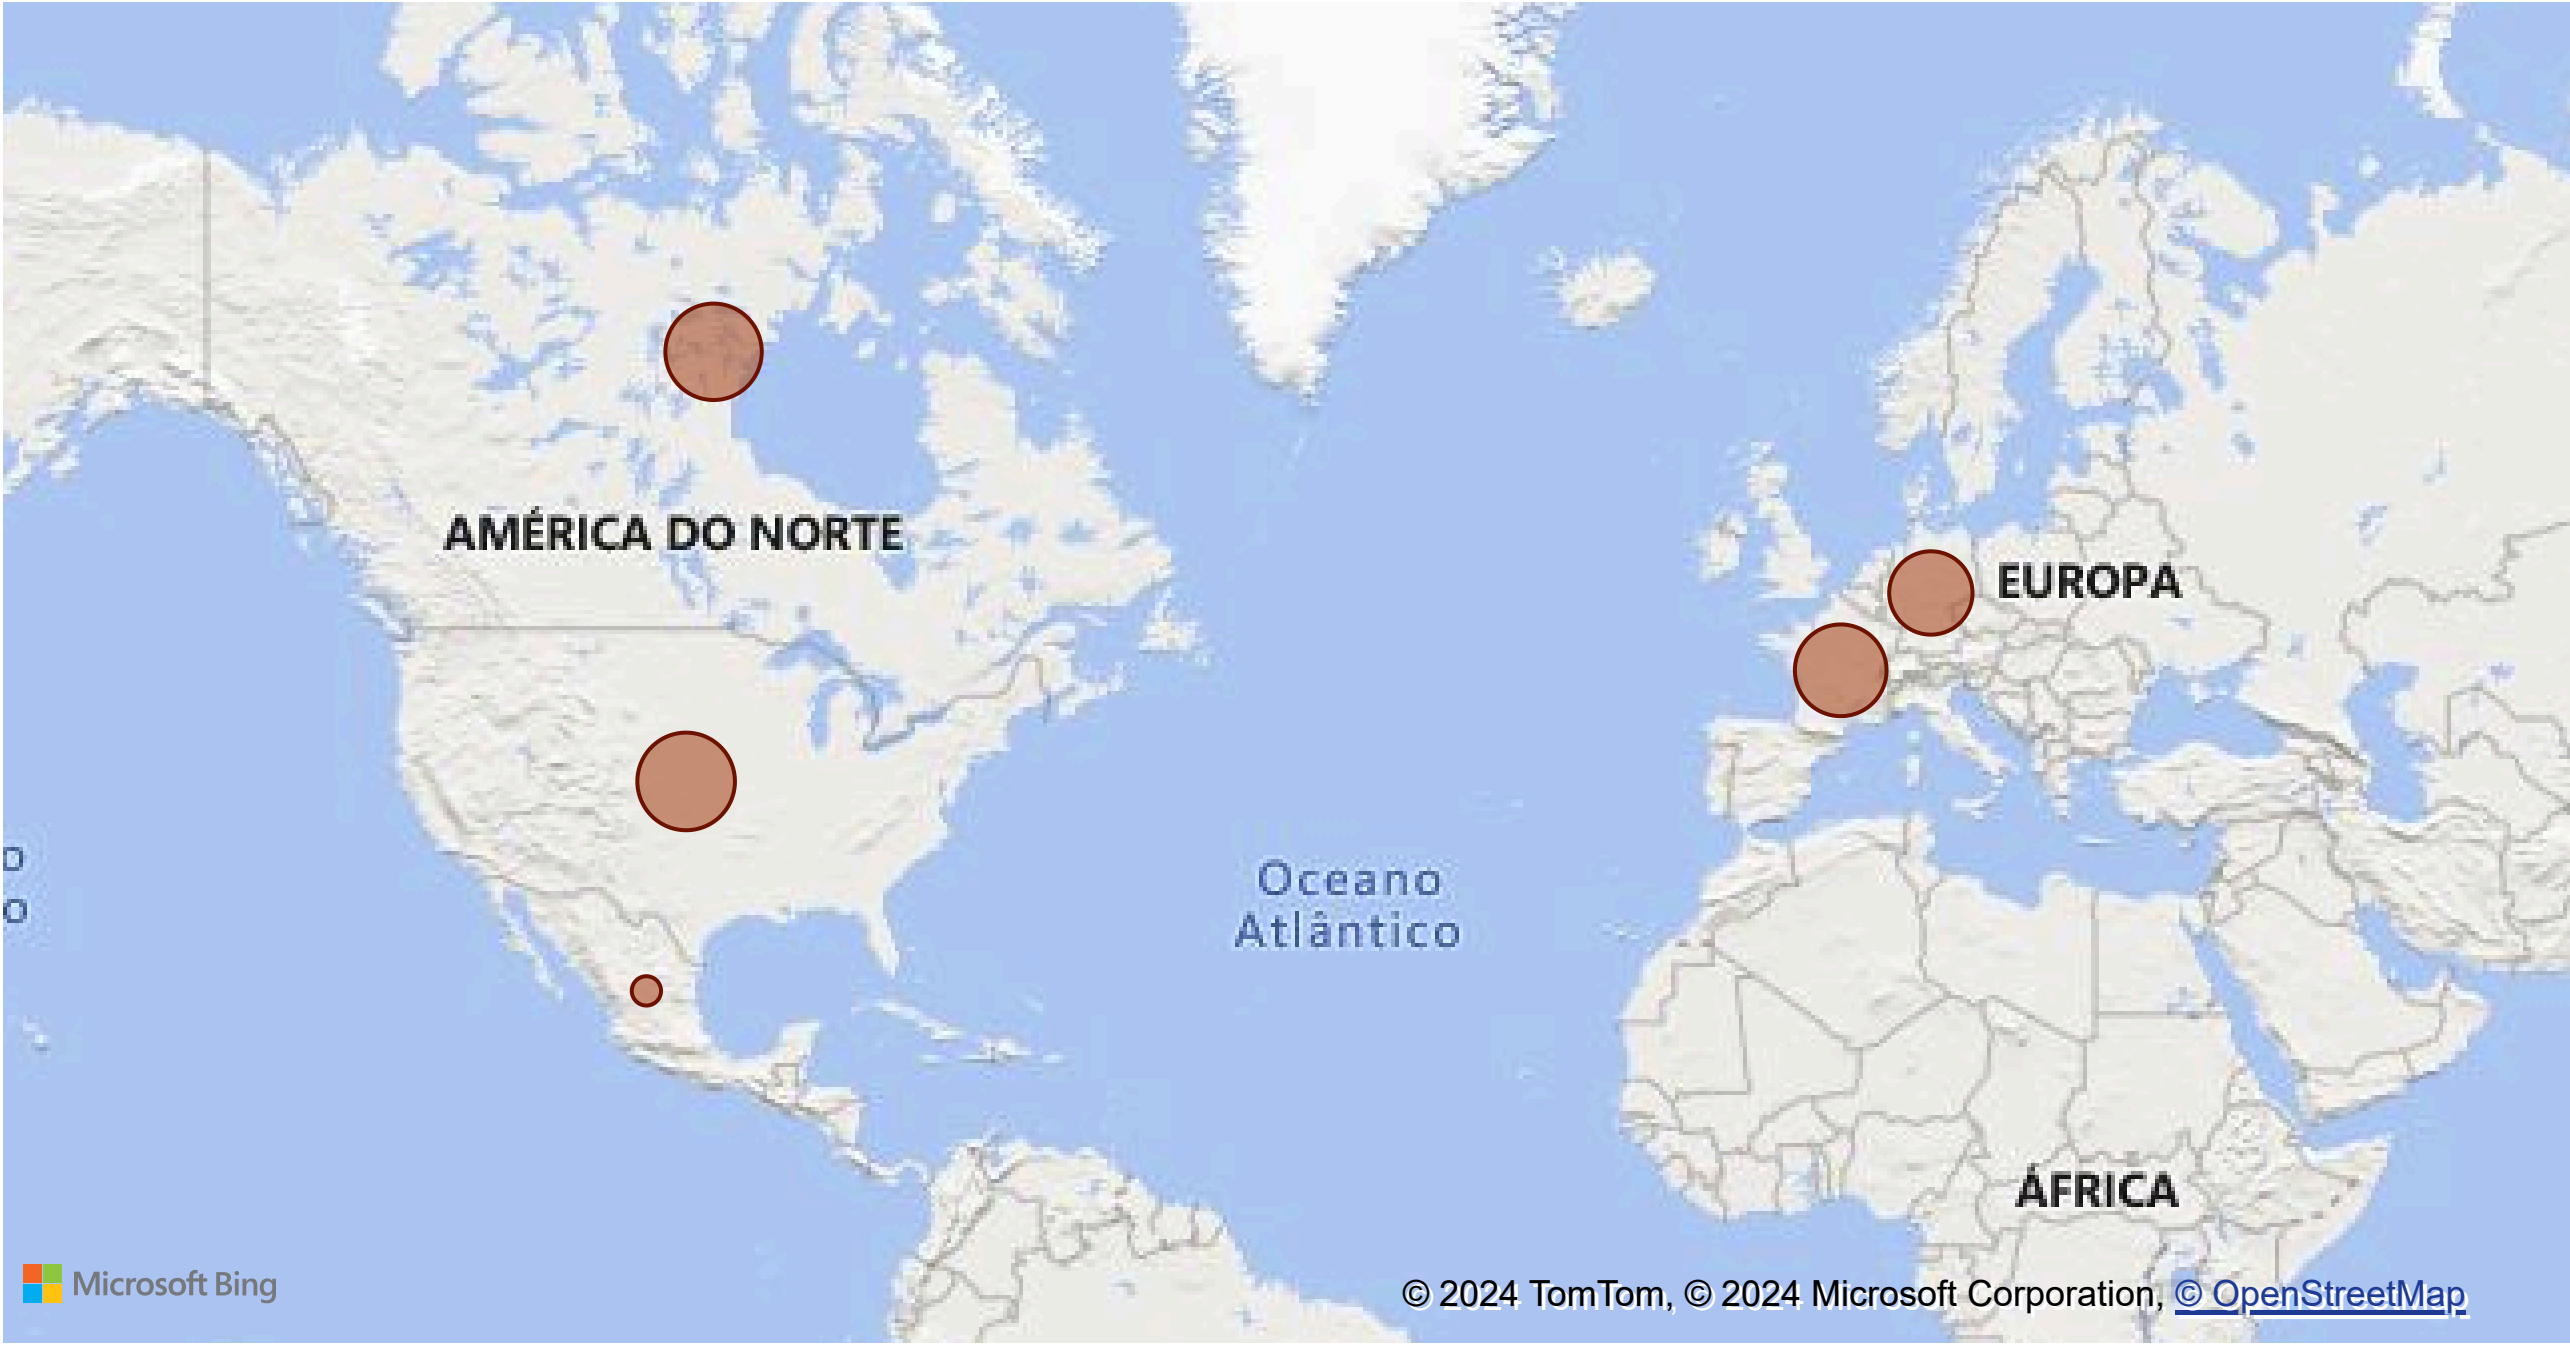 AMÉRICA DO NORTE
EUROPA
o
o
Oceano
Atlântico
ÁFRICA
Microsoft Bing
© 2024 TomTom, © 2024 Microsoft Corporation, © OpenStreetMap